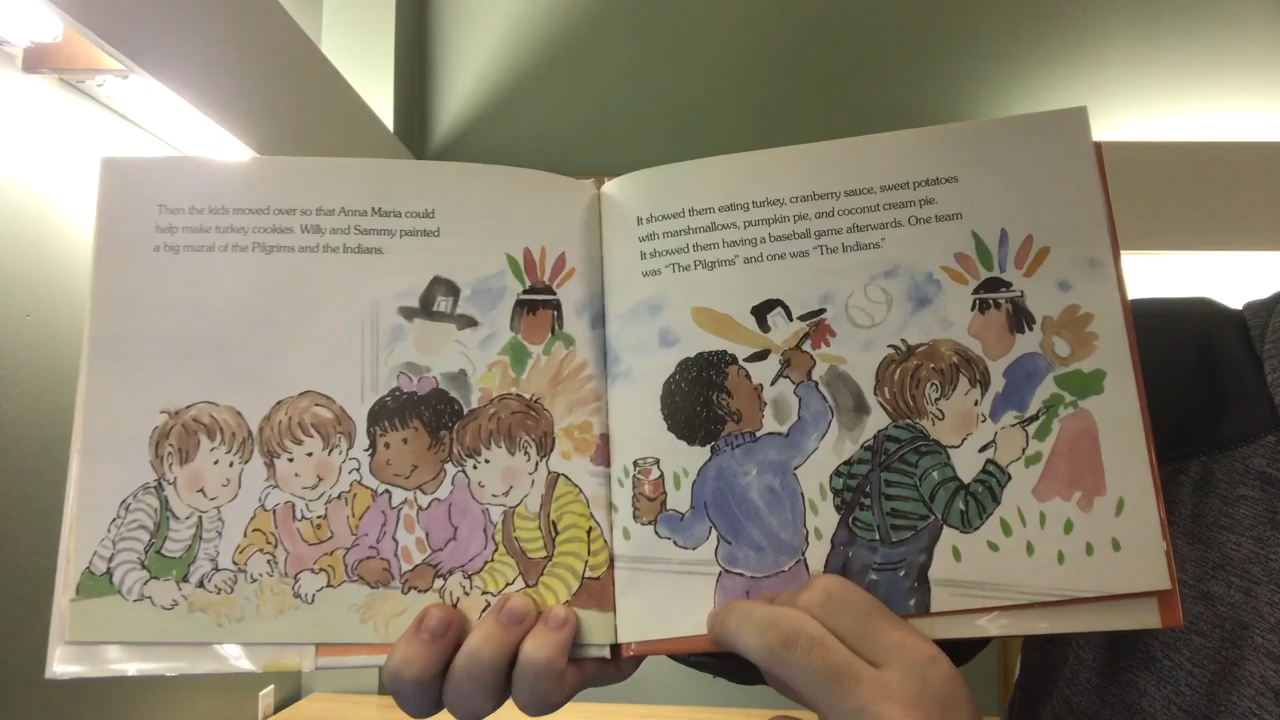 Then the kids moved over so that Anna Maria could
help make turkey cookies. Willy and Sammy painted
a big mural of the Pilgrims and the Indians.
It showed them eating turkey, cranberry sauce, sweet potatoes
with marshmallows, pumpkin pie, and coconut cream pie.
It showed them having a baseball game afterwards. One team
was "The Pilgrims" and one was "The Indians."